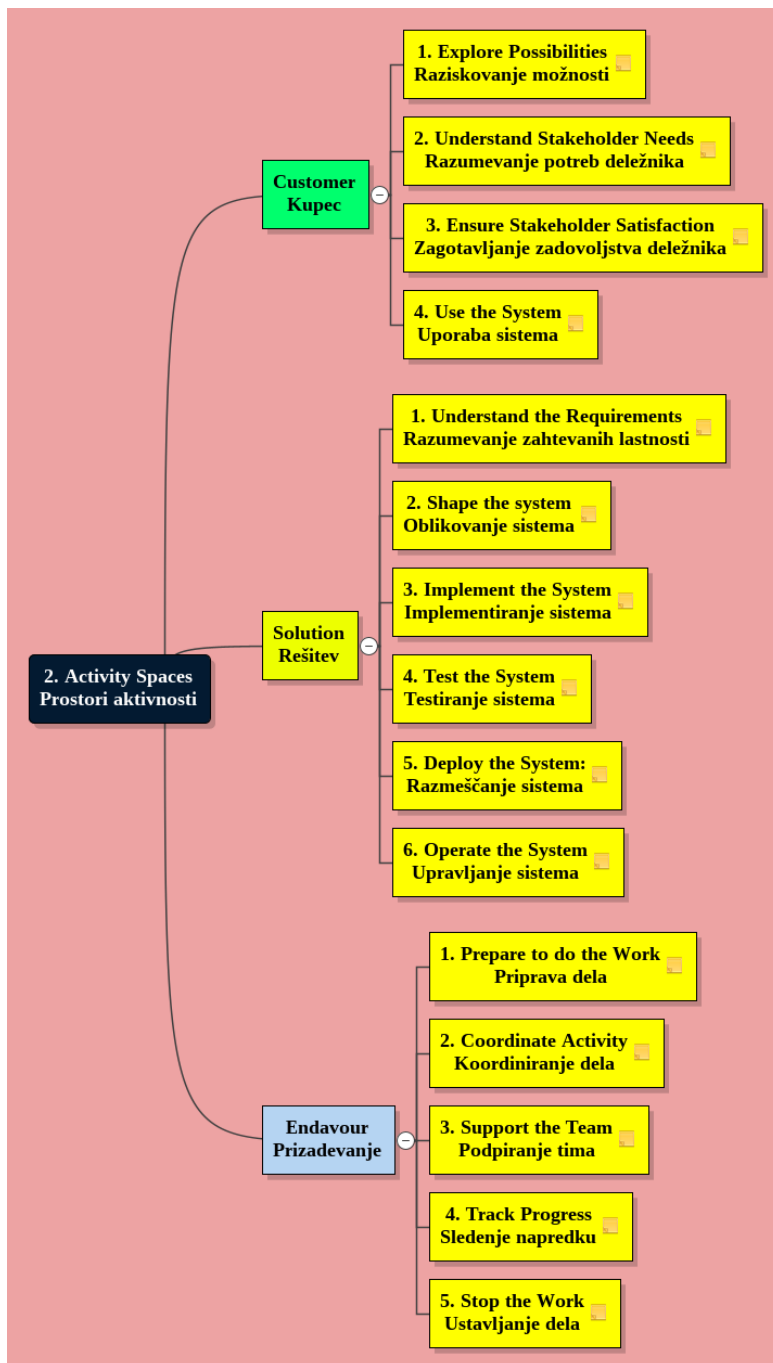 1. Explore Possibilities
Raziskovanje možnosti
2. Understand Stakeholder Needs
Razumevanje potreb deležnika
Customer
Kupec
3. Ensure Stakeholder Satisfaction
Zagotavljanje zadovoljstva deležnika
4. Use the System
Uporaba sistema
1. Understand the Requirements
Razumevanje zahtevanih lastnosti
2. Shape the system
Oblikovanje sistema
3. Implement the System
Implementiranje sistema
Solution
Rešitev
2. Activity Spaces
Prostori aktivnosti
4. Test the System
Testiranje sistema
5. Deploy the System:
Razmeščanje sistema
6. Operate the System
Upravljanje sistema
1. Prepare to do the Work
Priprava dela
2. Coordinate Activity
Koordiniranje dela
Endavour
Prizadevanje
3. Support the Team
Podpiranje tima
4. Track Progress
Sledenje napredku
5. Stop the Work
Ustavljanje dela